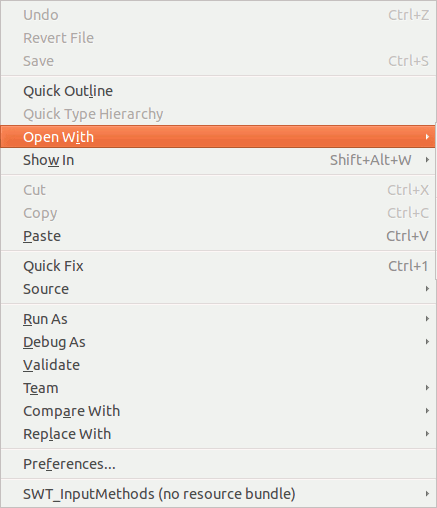 Undo Ctrl+Z
Revert File
Save Ctrl+S
Quick Outline
Quick Type Hierarchy
Open With
Show In Shift+Alt+W
Cut Ctrl+X
Copy Ctrl+C
Paste Ctrl+V
Quick Fix Ctrl+1
Source
Run As
Debug As
Validate
Team
Compare With
Replace With
Preferences...
SWT_InputMethods (no resource bundle)